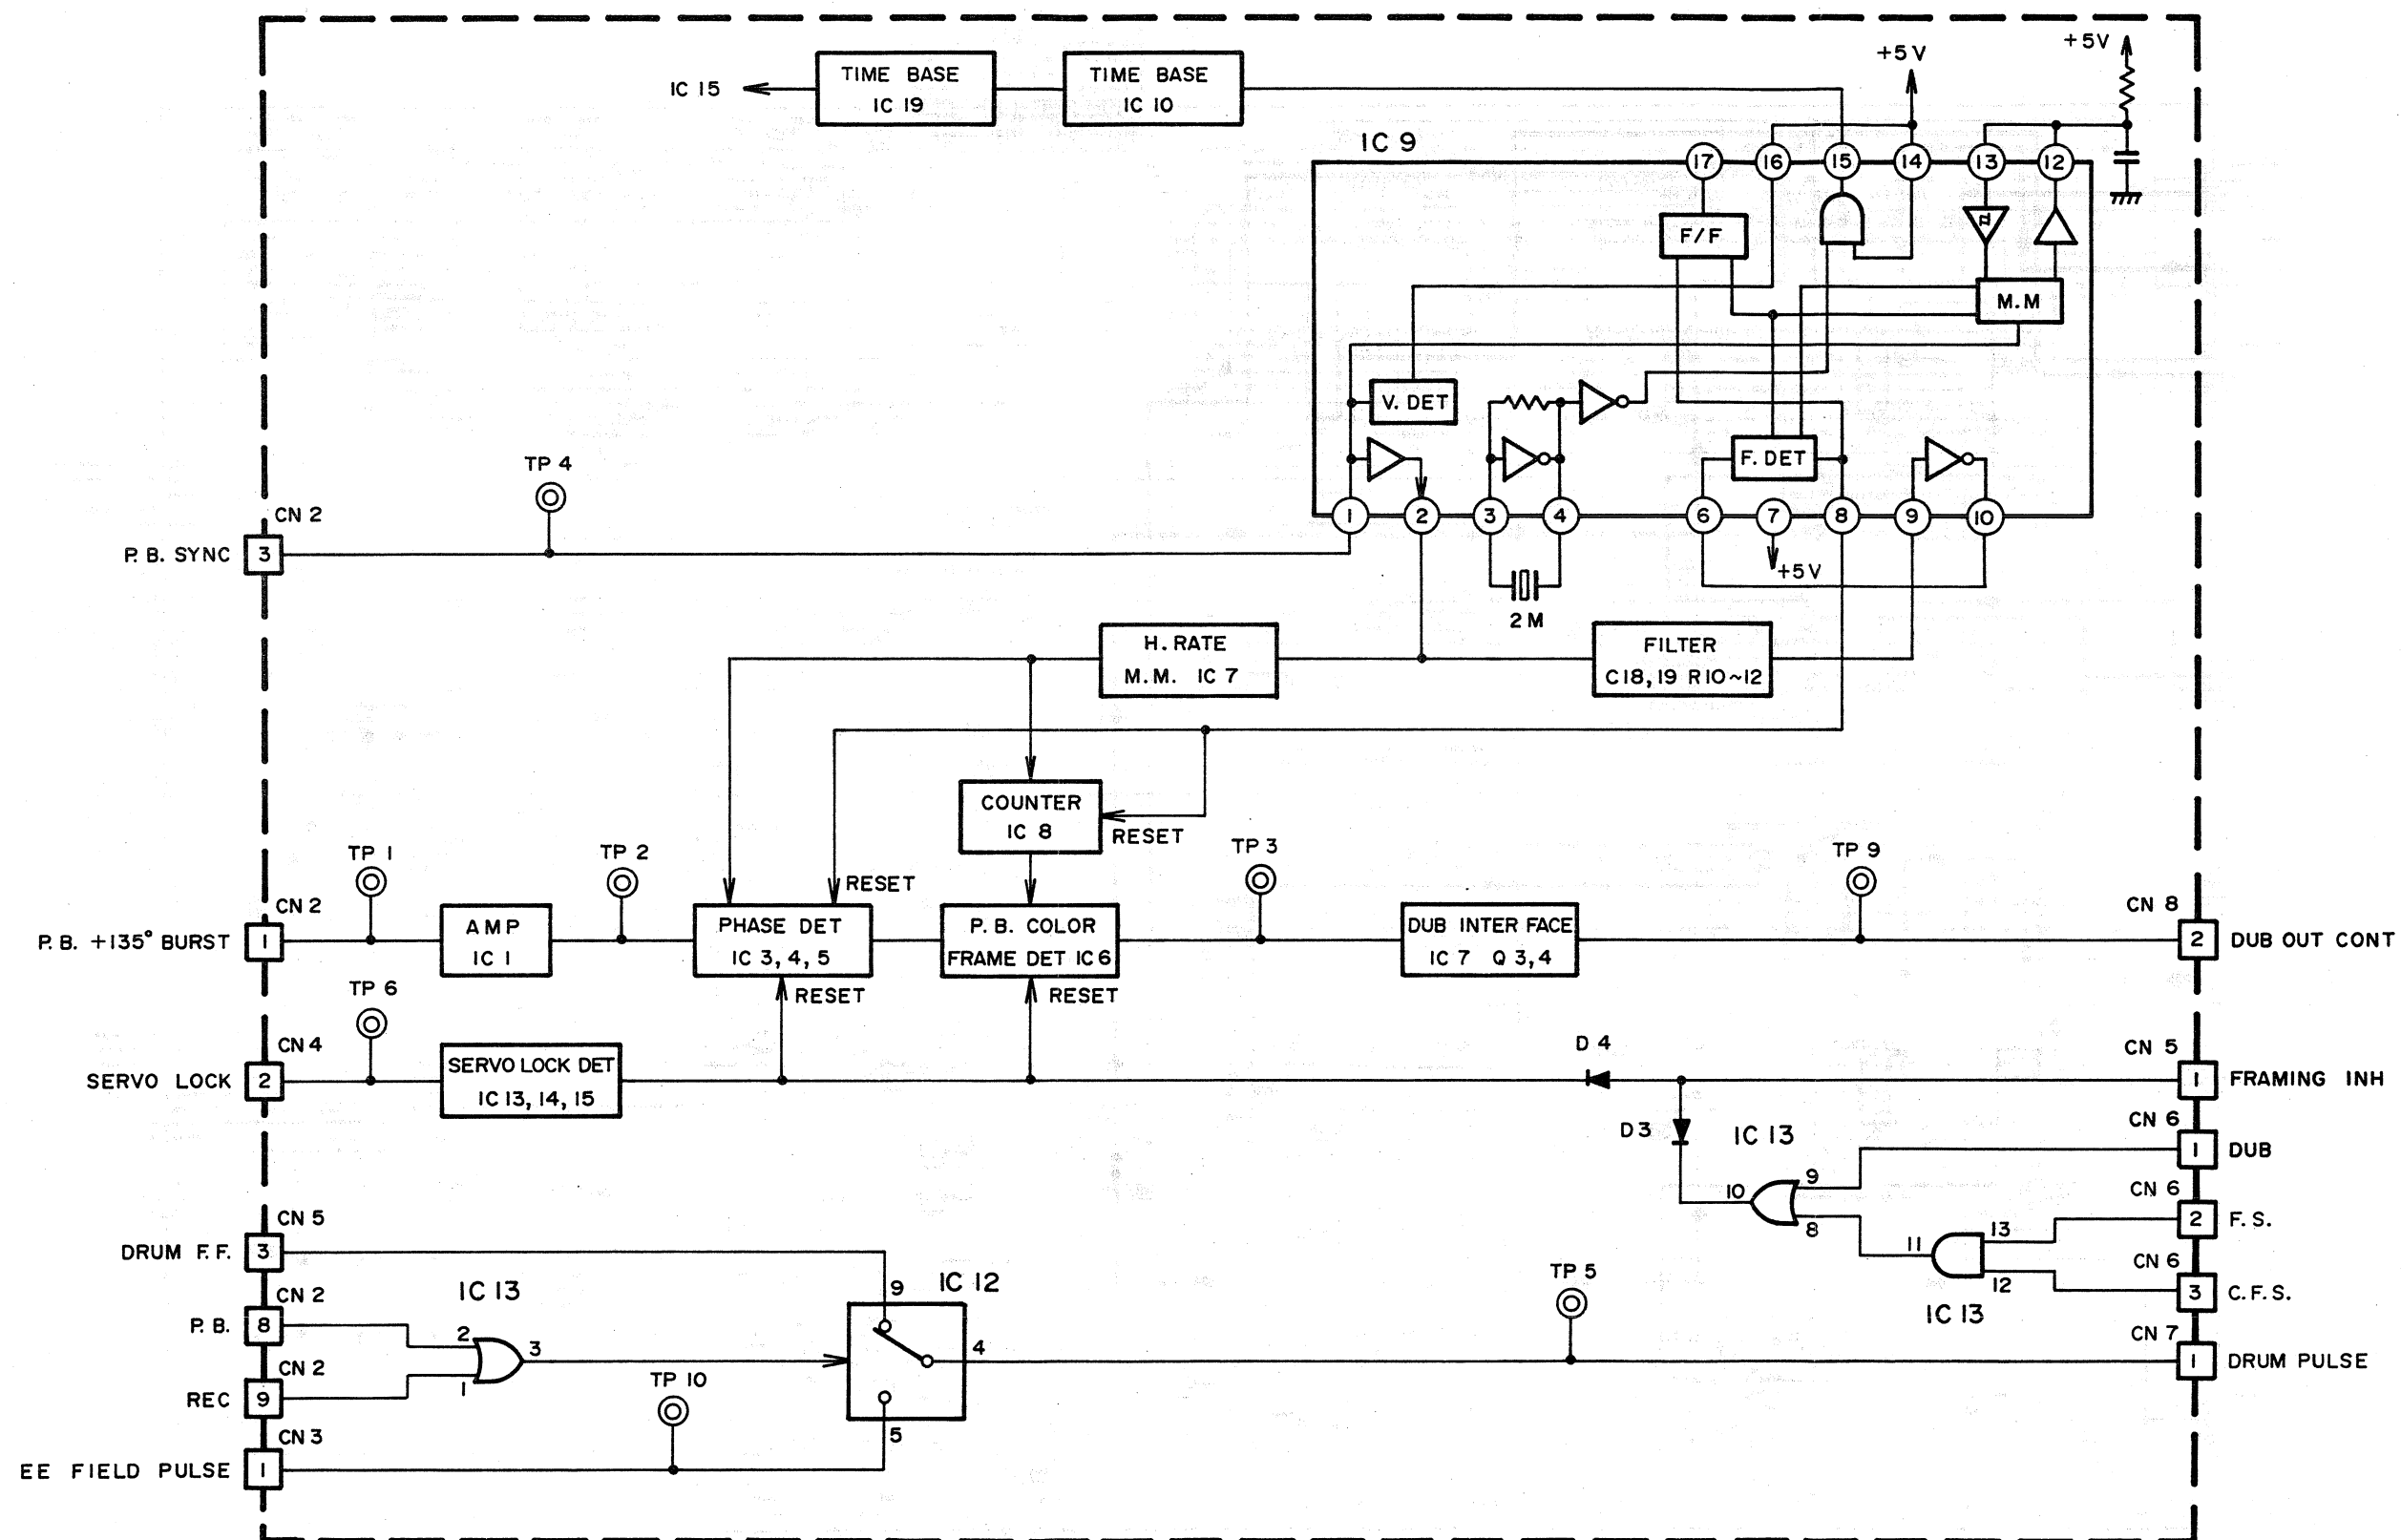 +5V
+5V
TIME BASE
IC 19
TIME BASE
IC 10
IC 15
IC 9
17
16
15
14
13
12
F/F
M.M
V. DET
F. DET
TP 4
CN 2
1
2
3
4
6
7
8
9
10
P.B. SYNC
3
+5V
2M
H. RATE
M.M. IC 7
FILTER
C18, 19 R10~12
COUNTER
IC 8
RESET
TP 1
TP 2
TP 3
TP 9
RESET
CN 2
CN 8
P.B. +135° BURST
1
AMP
IC 1
PHASE DET
IC 3, 4, 5
P. B. COLOR
FRAME DET IC 6
DUB INTER FACE
IC 7 Q 3, 4
2
DUB OUT CONT
TP 6
RESET
RESET
CN 4
D 4
CN 5
SERVO LOCK
2
SERVO LOCK DET
IC 13, 14, 15
1
FRAMING INH
CN 6
D 3
IC 13
1
DUB
9
10
8
CN 6
2
F. S.
13
11
12
CN 6
3
C. F. S.
IC 13
CN 5
DRUM F. F.
3
IC 13
IC 12
9
TP 5
CN 2
P.B.
8
2
3
1
4
CN 7
1
DRUM PULSE
CN 2
REC
9
TP 10
5
CN 3
EE FIELD PULSE
1